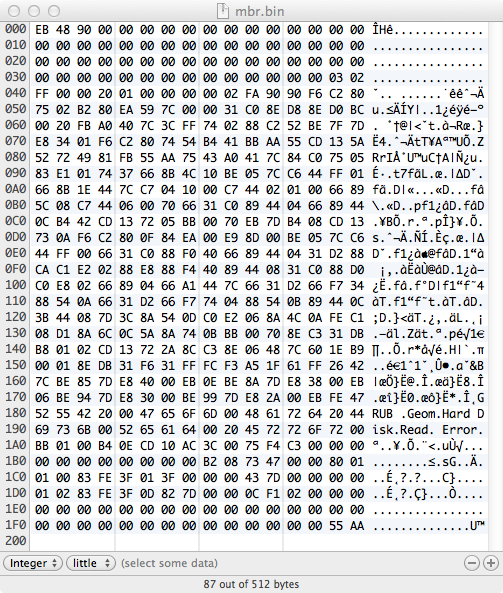 mbr.bin
000 EB 48 90 00 00 00 00 00 00 00 00 00 00 00 00 00 ÎHê.............
010 00 00 00 00 00 00 00 00 00 00 00 00 00 00 00 00 ................
020 00 00 00 00 00 00 00 00 00 00 00 00 00 00 00 00 ................
030 00 00 00 00 00 00 00 00 00 00 00 00 00 00 03 02 ................
040 FF 00 00 20 01 00 00 00 00 02 FA 90 90 F6 C2 80 ˇ.. ......˙êêˆ¬Ä
050 75 02 B2 80 EA 59 7C 00 00 31 C0 8E D8 8E D0 BC u.≤ÄÍY|..1¿éÿé–º
060 00 20 FB A0 40 7C 3C FF 74 02 88 C2 52 BE 7F 7D . ˚†@|<ˇt.à¬Ræ.}
070 E8 34 01 F6 C2 80 74 54 B4 41 BB AA 55 CD 13 5A Ë4.ˆ¬ÄtT¥Aª™UÕ.Z
080 52 72 49 81 FB 55 AA 75 43 A0 41 7C 84 C0 75 05 RrIÅ˚U™uC†A|Ñ¿u.
090 83 E1 01 74 37 66 8B 4C 10 BE 05 7C C6 44 FF 01 É·.t7fãL.æ.|∆Dˇ.
0A0 66 8B 1E 44 7C C7 04 10 00 C7 44 02 01 00 66 89 fã.D|«...«D...fâ
0B0 5C 08 C7 44 06 00 70 66 31 C0 89 44 04 66 89 44 \.«D..pf1¿âD.fâD
0C0 0C B4 42 CD 13 72 05 BB 00 70 EB 7D B4 08 CD 13 .¥BÕ.r.ª.pÎ}¥.Õ.
0D0 73 0A F6 C2 80 0F 84 EA 00 E9 8D 00 BE 05 7C C6 s.ˆ¬Ä.ÑÍ.Èç.æ.|∆
0E0 44 FF 00 66 31 C0 88 F0 40 66 89 44 04 31 D2 88 Dˇ.f1¿à@fâD.1“à
0F0 CA C1 E2 02 88 E8 88 F4 40 89 44 08 31 C0 88 D0 ¡‚.àËàÙ@âD.1¿à–
100 C0 E8 02 66 89 04 66 A1 44 7C 66 31 D2 66 F7 34 ¿Ë.fâ.f°D|f1“f˜4
110 88 54 0A 66 31 D2 66 F7 74 04 88 54 0B 89 44 0C àT.f1“f˜t.àT.âD.
120 3B 44 08 7D 3C 8A 54 0D C0 E2 06 8A 4C 0A FE C1 ;D.}<äT.¿‚.äL.˛¡
130 08 D1 8A 6C 0C 5A 8A 74 0B BB 00 70 8E C3 31 DB .—äl.Zät.ª.pé√1€
140 B8 01 02 CD 13 72 2A 8C C3 8E 06 48 7C 60 1E B9 ∏..Õ.r*å√é.H|`.π
150 00 01 8E DB 31 F6 31 FF FC F3 A5 1F 61 FF 26 42 ..é€1ˆ1ˇ¸Û•.aˇ&B
160 7C BE 85 7D E8 40 00 EB 0E BE 8A 7D E8 38 00 EB |æÖ}Ë@.Î.æä}Ë8.Î
170 06 BE 94 7D E8 30 00 BE 99 7D E8 2A 00 EB FE 47 .æî}Ë0.æô}Ë*.Î˛G
180 52 55 42 20 00 47 65 6F 6D 00 48 61 72 64 20 44 RUB .Geom.Hard D
190 69 73 6B 00 52 65 61 64 00 20 45 72 72 6F 72 00 isk.Read. Error.
1A0 BB 01 00 B4 0E CD 10 AC 3C 00 75 F4 C3 00 00 00 ª..¥.Õ.¨<.uÙ√...
1B0 00 00 00 00 00 00 00 00 B2 08 73 47 00 00 80 01 ........≤.sG..Ä.
1C0 01 00 83 FE 3F 01 3F 00 00 00 43 7D 00 00 00 00 ..É˛?.?...C}....
1D0 01 02 83 FE 3F 0D 82 7D 00 00 0C F1 02 00 00 00 ..É˛?.Ç}...Ò....
1E0 00 00 00 00 00 00 00 00 00 00 00 00 00 00 00 00 ................
1F0 00 00 00 00 00 00 00 00 00 00 00 00 00 00 55 AA ..............U™
200
Integer little (select some data)
87 out of 512 bytes